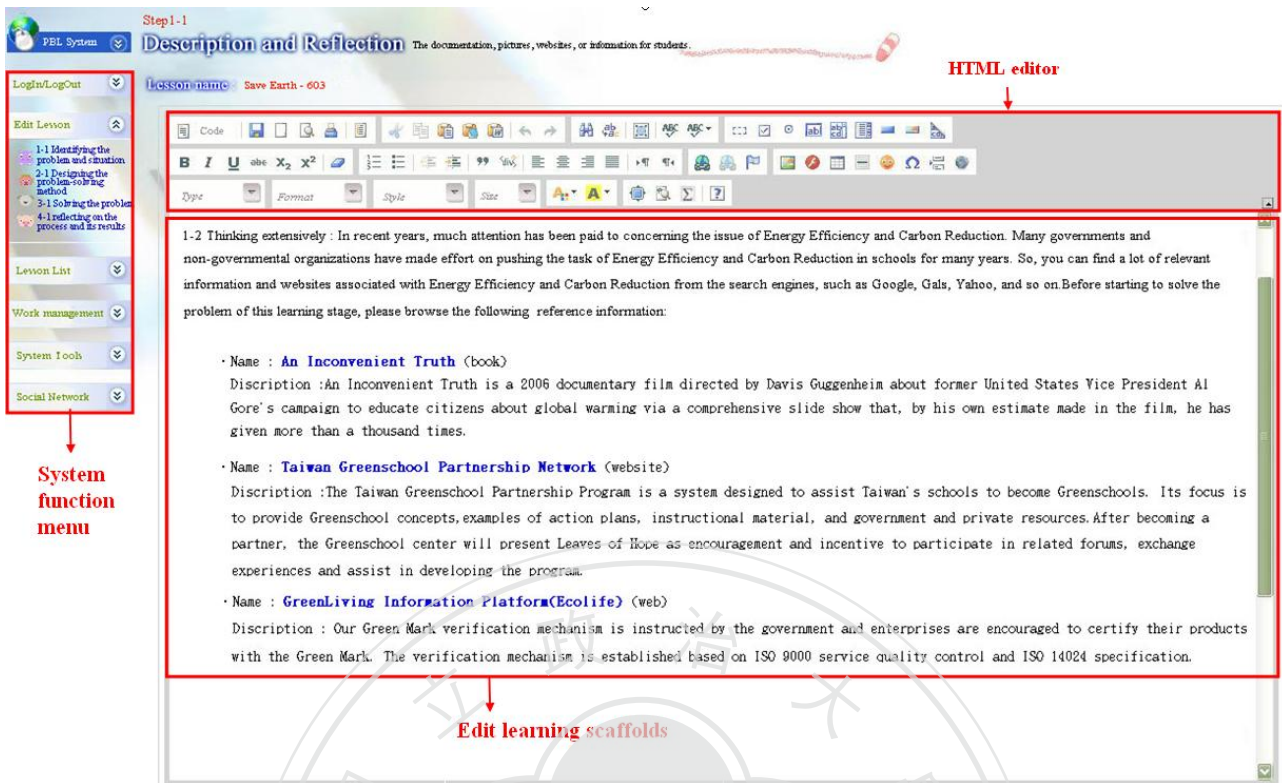 Step1-1
PBL System
Description and Reflection The documentation, pictures, websites, or information for students.
HTML editor
LogIn/LogOut
Lesson name Save Earth - 603
Edit Lesson
1-1 Identifying the
problem and situation
2-1 Designing the
problem-solving
method
3-1 Solving the problem
4-1 reflecting on the
process and its results
Lesson List
Work management
System Tools
Social Network
System
function
menu
Code
ABC ABC
B I U abc X₂ X²
Type Format Style Size A A Σ ?
1-2 Thinking extensively : In recent years, much attention has been paid to concerning the issue of Energy Efficiency and Carbon Reduction. Many governments and
non-governmental organizations have made effort on pushing the task of Energy Efficiency and Carbon Reduction in schools for many years. So, you can find a lot of relevant
information and websites associated with Energy Efficiency and Carbon Reduction from the search engines, such as Google, Gals, Yahoo, and so on.Before starting to solve the
problem of this learning stage, please browse the following reference information:
・Name : An Inconvenient Truth (book)
Discription :An Inconvenient Truth is a 2006 documentary film directed by Davis Guggenheim about former United States Vice President Al
Gore's campaign to educate citizens about global warming via a comprehensive slide show that, by his own estimate made in the film, he has
given more than a thousand times.
・Name : Taiwan Greenschool Partnership Network (website)
Discription :The Taiwan Greenschool Partnership Program is a system designed to assist Taiwan's schools to become Greenschools. Its focus is
to provide Greenschool concepts,examples of action plans, instructional material, and government and private resources.After becoming a
partner, the Greenschool center will present Leaves of Hope as encouragement and incentive to participate in related forums, exchange
experiences and assist in developing the program.
・Name : GreenLiving Information Platform(Ecolife) (web)
Discription : Our Green Mark verification mechanism is instructed by the government and enterprises are encouraged to certify their products
with the Green Mark. The verification mechanism is established based on ISO 9000 service quality control and ISO 14024 specification.
Edit learning scaffolds
立 政 治 大